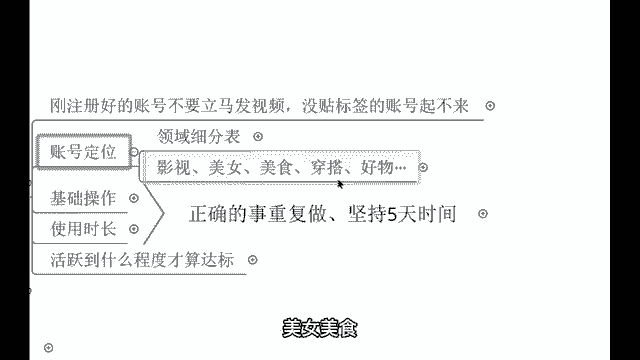 刚注册好的账号不要立马发视频，没贴标签的账号起不来
领域细分表
账号定位
影视、美女、美食、穿搭、好物…
基础操作
正确的事重复做、坚持5天时间
使用时长
活跃到什么程度才算达标
美女美食